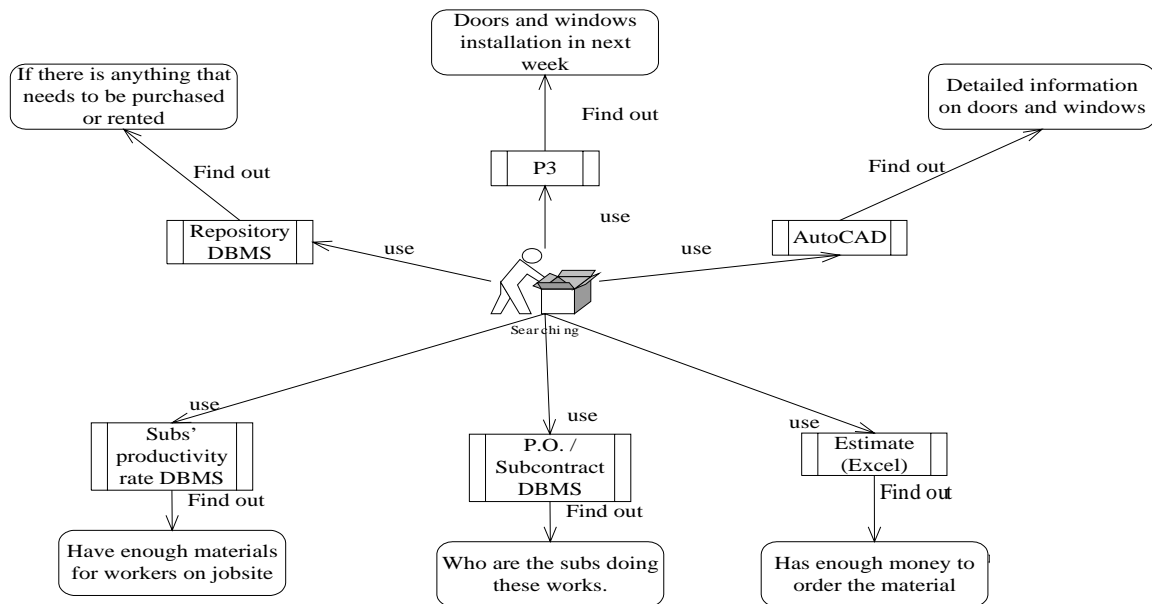 Doors and windows
installation in next
week
If there is anything that
needs to be purchased
or rented
Detailed information
on doors and windows
Find out
Find out
Find out
P3
Repository
DBMS
use
use
use
AutoCAD
Searching
use
use
use
Subs'
productivity
rate DBMS
P.O. /
Subcontract
DBMS
Estimate
(Excel)
Find out
Find out
Find out
Have enough materials
for workers on jobsite
Who are the subs doing
these works.
Has enough money to
order the material